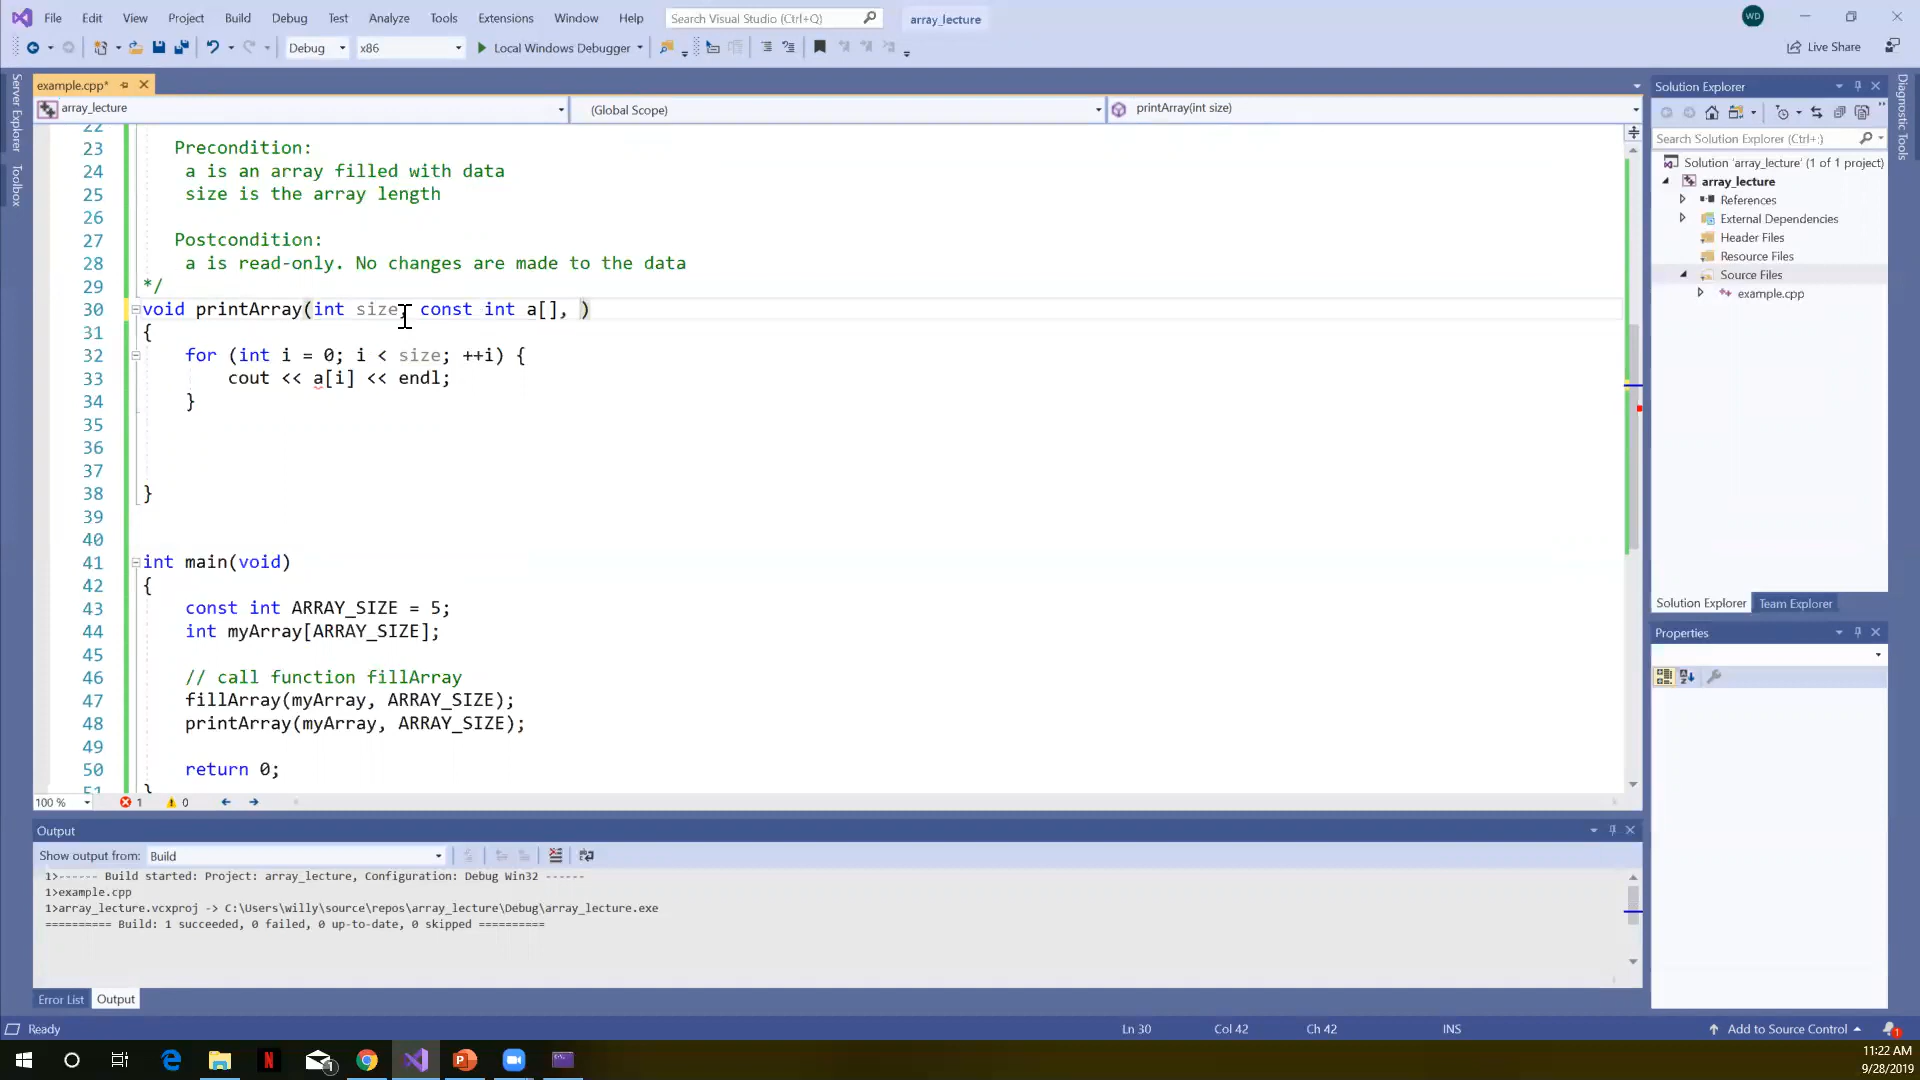 File Edit View Project Build Debug Test Analyze Tools Extensions Window Help Search Visual Studio (Ctrl+Q) array_lecture WD
Debug x86 Local Windows Debugger Live Share
example.cpp*
array_lecture (Global Scope) printArray(int size)
22
23 Precondition:
24 a is an array filled with data
25 size is the array length
26
27 Postcondition:
28 a is read-only. No changes are made to the data
29 */
30 void printArray(int size, const int a[], )
31 {
32 for (int i = 0; i < size; ++i) {
33 cout << a[i] << endl;
34 }
35
36
37
38 }
39
40
41 int main(void)
42 {
43 const int ARRAY_SIZE = 5;
44 int myArray[ARRAY_SIZE];
45
46 // call function fillArray
47 fillArray(myArray, ARRAY_SIZE);
48 printArray(myArray, ARRAY_SIZE);
49
50 return 0;
51 }
100 % 1 0
Output
Show output from: Build
1>------ Build started: Project: array_lecture, Configuration: Debug Win32 ------
1>example.cpp
1>array_lecture.vcxproj -> C:\Users\willy\source\repos\array_lecture\Debug\array_lecture.exe
========== Build: 1 succeeded, 0 failed, 0 up-to-date, 0 skipped ==========
Error List Output
Server Explorer
Toolbox
Solution Explorer
Search Solution Explorer (Ctrl+;)
Solution 'array_lecture' (1 of 1 project)
array_lecture
References
External Dependencies
Header Files
Resource Files
Source Files
example.cpp
Solution Explorer Team Explorer
Properties
Diagnostic Tools
Ready Ln 30 Col 42 Ch 42 INS Add to Source Control 1
11:22 AM
9/28/2019